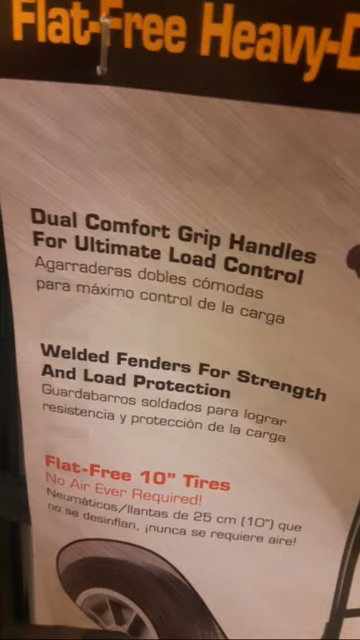 Flat-Free Heavy-D
Dual Comfort Grip Handles
For Ultimate Load Control
Agarraderas dobles cómodas
para máximo control de la carga
Welded Fenders For Strength
And Load Protection
Guardabarros soldados para lograr
resistencia y protección de la carga
Flat-Free 10" Tires
No Air Ever Required!
Neumáticos/llantas de 25 cm (10") que
no se desinflan, ¡nunca se requiere aire!